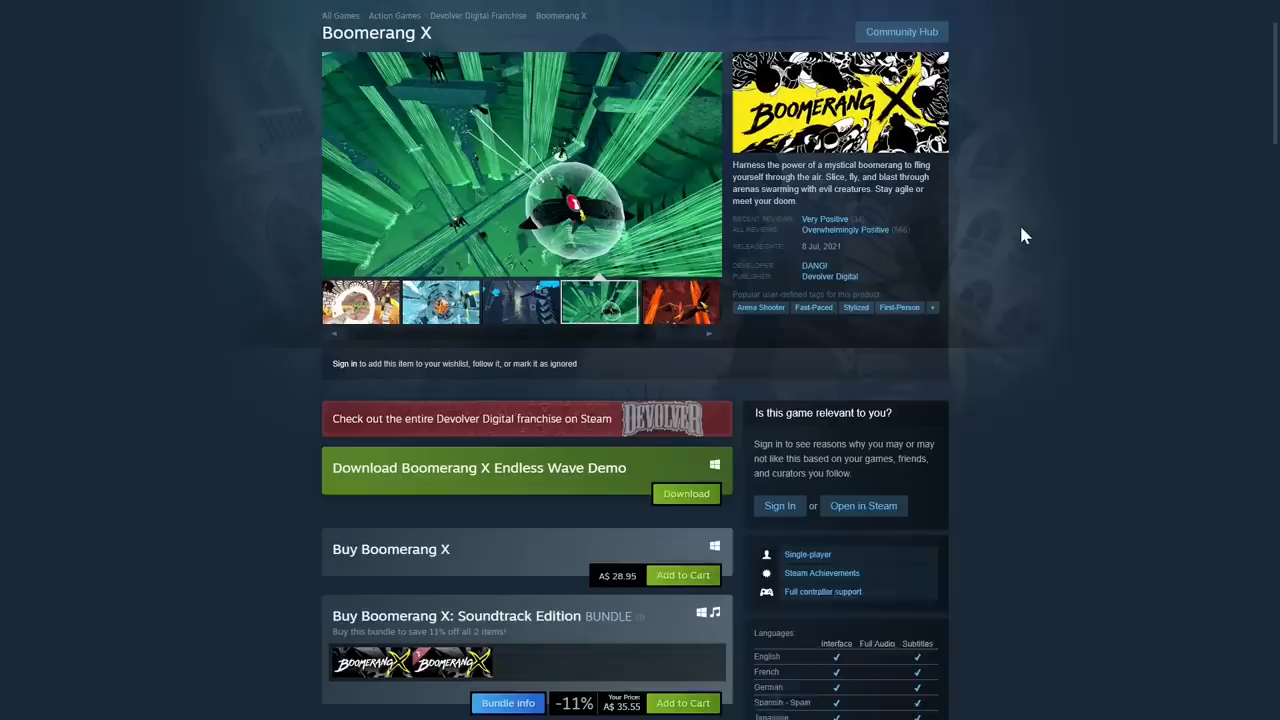 All Games Action Games Devolver Digital Franchise Boomerang X
Boomerang X
Community Hub
BOOMERANG X
Harness the power of a mystical boomerang to fling
yourself through the air. Slice, fly, and blast through
arenas swarming with evil creatures. Stay agile or
meet your doom.
RECENT REVIEWS: Very Positive (34)
ALL REVIEWS: Overwhelmingly Positive
RELEASE DATE: 8 Jul, 2021
DEVELOPER: DANG!
PUBLISHER: Devolver Digital
Popular user-defined tags for this product:
Arena Shooter Fast-Paced Stylized First-Person +
Sign in to add this item to your wishlist, follow it, or mark it as ignored
Check out the entire Devolver Digital franchise on Steam DEVOLVER
Is this game relevant to you?
Sign in to see reasons why you may or may
not like this based on your games, friends,
and curators you follow.
Sign In or Open in Steam
Download Boomerang X Endless Wave Demo
Download
Buy Boomerang X
A$ 28.95 Add to Cart
Single-player
Steam Achievements
Full controller support
Buy Boomerang X: Soundtrack Edition BUNDLE (?)
Buy this bundle to save 11% off all 2 items!
BOOMERANG X BOOMERANG X
Bundle info -11% Your Price: A$ 35.55 Add to Cart
Languages:
Interface Full Audio Subtitles
English ✔ ✔
French ✔ ✔
German ✔ ✔
Spanish - Spain ✔ ✔